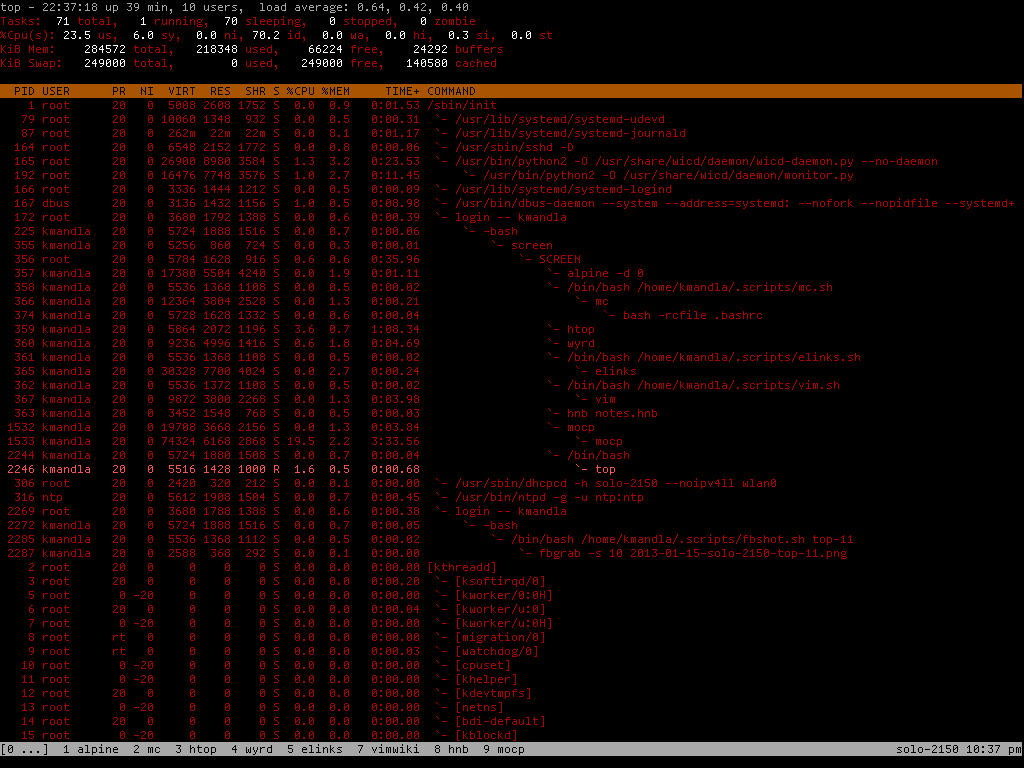 top - 22:37:18 up 39 min, 10 users,  load average: 0.64, 0.42, 0.40
Tasks:  71 total,   1 running,  70 sleeping,   0 stopped,   0 zombie
%Cpu(s): 23.5 us,  6.0 sy,  0.0 ni, 70.2 id,  0.0 wa,  0.0 hi,  0.3 si,  0.0 st
KiB Mem:    284572 total,   218348 used,    66224 free,    24292 buffers
KiB Swap:   249000 total,        0 used,   249000 free,   140580 cached
PID USER      PR  NI  VIRT  RES  SHR S %CPU %MEM     TIME+ COMMAND
1 root      20   0  5008 2608 1752 S  0.0  0.9   0:01.53 /sbin/init
79 root      20   0 10060 1348  932 S  0.0  0.5   0:00.31  `- /usr/lib/systemd/systemd-udevd
87 root      20   0  262m  22m  22m S  0.0  8.1   0:01.17  `- /usr/lib/systemd/systemd-journald
164 root      20   0  6548 2152 1772 S  0.0  0.8   0:00.06  `- /usr/sbin/sshd -D
165 root      20   0 26900 8980 3584 S  1.3  3.2   0:23.53  `- /usr/bin/python2 -O /usr/share/wicd/daemon/wicd-daemon.py --no-daemon
192 root      20   0 16476 7748 3576 S  1.0  2.7   0:11.45      `- /usr/bin/python2 -O /usr/share/wicd/daemon/monitor.py
166 root      20   0  3336 1444 1212 S  0.0  0.5   0:00.09  `- /usr/lib/systemd/systemd-logind
167 dbus      20   0  3136 1432 1156 S  1.0  0.5   0:08.98  `- /usr/bin/dbus-daemon --system --address=systemd: --nofork --nopidfile --systemd+
172 root      20   0  3680 1792 1388 S  0.0  0.6   0:00.39  `- login -- kmandla
225 kmandla   20   0  5724 1888 1516 S  0.0  0.7   0:00.06      `- -bash
355 kmandla   20   0  5256  860  724 S  0.0  0.3   0:00.01          `- screen
356 root      20   0  5784 1628  916 S  0.6  0.6   0:35.96              `- SCREEN
357 kmandla   20   0 17380 5504 4240 S  0.0  1.9   0:01.11                  `- alpine -d 0
358 kmandla   20   0  5536 1368 1108 S  0.0  0.5   0:00.02                  `- /bin/bash /home/kmandla/.scripts/mc.sh
366 kmandla   20   0 12364 3804 2528 S  0.0  1.3   0:00.21                      `- mc
374 kmandla   20   0  5728 1628 1332 S  0.0  0.6   0:00.04                          `- bash -rcfile .bashrc
359 kmandla   20   0  5864 2072 1196 S  3.6  0.7   1:08.34                  `- htop
360 kmandla   20   0  9236 4996 1416 S  0.6  1.8   0:04.69                  `- wyrd
361 kmandla   20   0  5536 1368 1108 S  0.0  0.5   0:00.02                  `- /bin/bash /home/kmandla/.scripts/elinks.sh
365 kmandla   20   0 30328 7700 4024 S  0.0  2.7   0:00.24                      `- elinks
362 kmandla   20   0  5536 1372 1108 S  0.0  0.5   0:00.02                  `- /bin/bash /home/kmandla/.scripts/vim.sh
367 kmandla   20   0  9872 3800 2268 S  0.0  1.3   0:03.98                      `- vim
363 kmandla   20   0  3452 1548  768 S  0.0  0.5   0:00.03                  `- hnb notes.hnb
1532 kmandla   20   0 19708 3668 2156 S  0.3  1.3   0:03.84                  `- mocp
1533 kmandla   20   0 74324 6168 2868 S 19.5  2.2   3:33.56                      `- mocp
2244 kmandla   20   0  5724 1880 1508 S  0.0  0.7   0:00.04                  `- /bin/bash
2246 kmandla   20   0  5516 1428 1000 R  1.6  0.5   0:00.68                      `- top
306 root      20   0  2420  320  212 S  0.0  0.1   0:00.00  `- /usr/sbin/dhcpcd -h solo-2150 --noipv4ll wlan0
316 ntp       20   0  5612 1908 1504 S  0.0  0.7   0:00.45  `- /usr/bin/ntpd -g -u ntp:ntp
2269 root      20   0  3680 1788 1388 S  0.0  0.6   0:00.38  `- login -- kmandla
2272 kmandla   20   0  5724 1888 1516 S  0.0  0.7   0:00.05      `- -bash
2285 kmandla   20   0  5536 1368 1112 S  0.0  0.5   0:00.02          `- /bin/bash /home/kmandla/.scripts/fbshot.sh top-11
2287 kmandla   20   0  2588  368  292 S  0.0  0.1   0:00.00              `- fbgrab -s 10 2013-01-15-solo-2150-top-11.png
2 root      20   0     0    0    0 S  0.0  0.0   0:00.00 [kthreadd]
3 root      20   0     0    0    0 S  0.0  0.0   0:00.20  `- [ksoftirqd/0]
5 root       0 -20     0    0    0 S  0.0  0.0   0:00.00  `- [kworker/0:0H]
6 root      20   0     0    0    0 S  0.0  0.0   0:00.04  `- [kworker/u:0]
7 root       0 -20     0    0    0 S  0.0  0.0   0:00.00  `- [kworker/u:0H]
8 root      rt   0     0    0    0 S  0.0  0.0   0:00.00  `- [migration/0]
9 root      rt   0     0    0    0 S  0.0  0.0   0:00.03  `- [watchdog/0]
10 root       0 -20     0    0    0 S  0.0  0.0   0:00.00  `- [cpuset]
11 root       0 -20     0    0    0 S  0.0  0.0   0:00.00  `- [khelper]
12 root      20   0     0    0    0 S  0.0  0.0   0:00.00  `- [kdevtmpfs]
13 root       0 -20     0    0    0 S  0.0  0.0   0:00.00  `- [netns]
14 root      20   0     0    0    0 S  0.0  0.0   0:00.00  `- [bdi-default]
15 root       0 -20     0    0    0 S  0.0  0.0   0:00.00  `- [kblockd]
[0 ...]  1 alpine  2 mc  3 htop  4 wyrd  5 elinks  7 vimwiki  8 hnb  9 mocp  solo-2150 10:37 pm